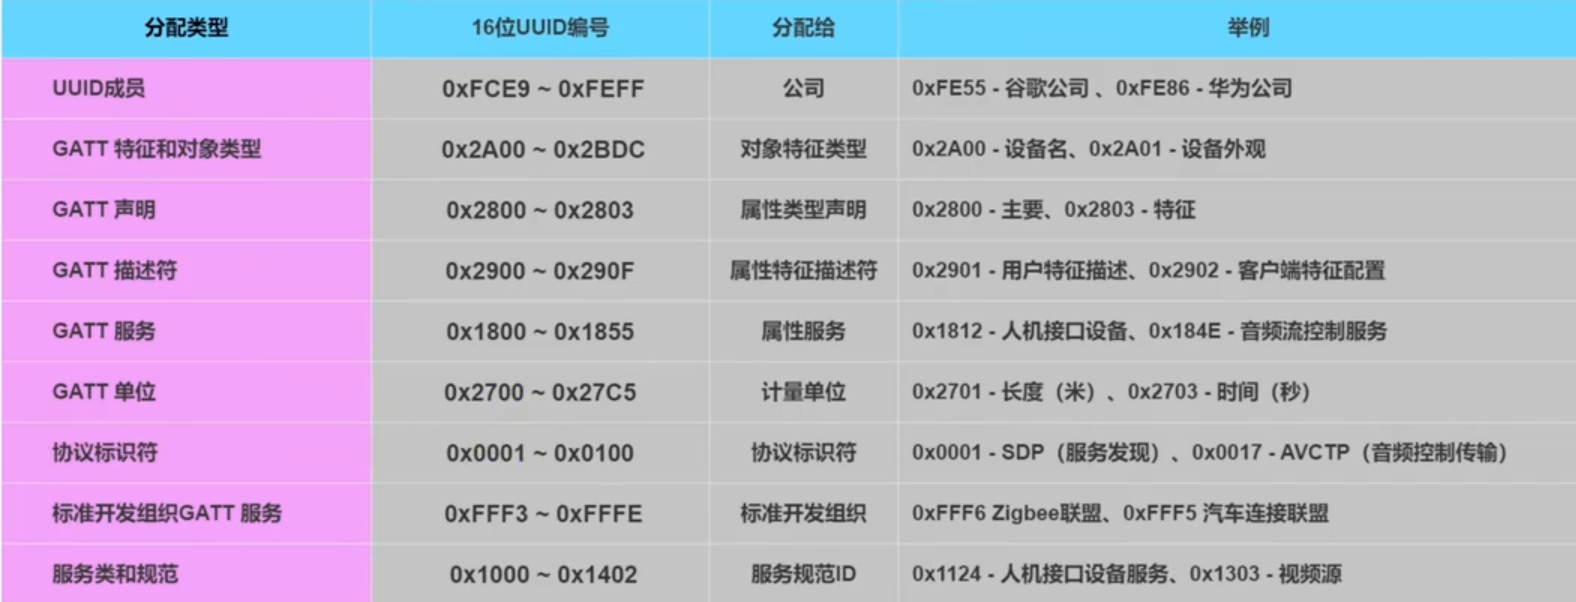 分配类型 16位UUID编号 分配给 举例
UUID成员 0xFCE9 ~ 0xFEFF 公司 0xFE55 - 谷歌公司 、0xFE86 - 华为公司
GATT 特征和对象类型 0x2A00 ~ 0x2BDC 对象特征类型 0x2A00 - 设备名、0x2A01 - 设备外观
GATT 声明 0x2800 ~ 0x2803 属性类型声明 0x2800 - 主要、0x2803 - 特征
GATT 描述符 0x2900 ~ 0x290F 属性特征描述符 0x2901 - 用户特征描述、0x2902 - 客户端特征配置
GATT 服务 0x1800 ~ 0x1855 属性服务 0x1812 - 人机接口设备、0x184E - 音频流控制服务
GATT 单位 0x2700 ~ 0x27C5 计量单位 0x2701 - 长度（米）、0x2703 - 时间（秒）
协议标识符 0x0001 ~ 0x0100 协议标识符 0x0001 - SDP（服务发现）、0x0017 - AVCTP（音频控制传输）
标准开发组织GATT 服务 0xFFF3 ~ 0xFFFE 标准开发组织 0xFFF6 Zigbee联盟、0xFFF5 汽车连接联盟
服务类和规范 0x1000 ~ 0x1402 服务规范ID 0x1124 - 人机接口设备服务、0x1303 - 视频源